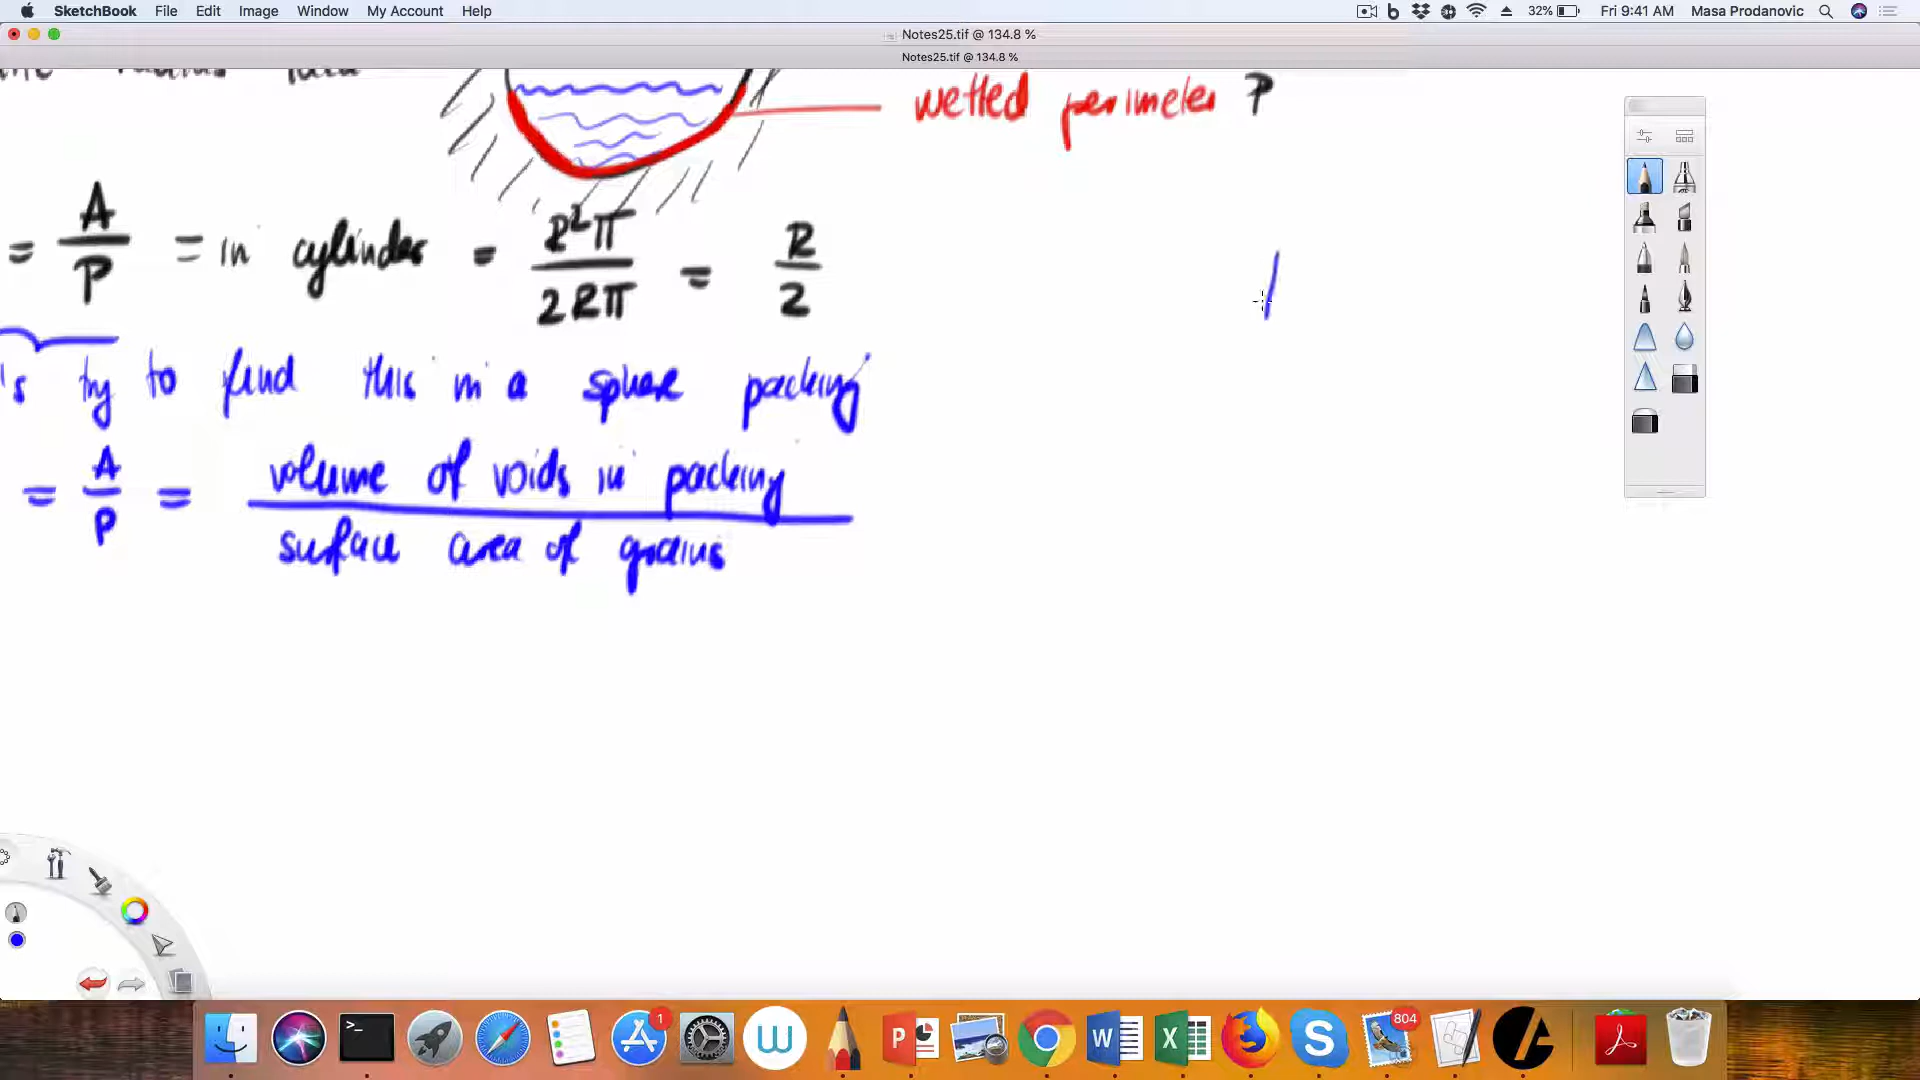 SketchBook File Edit Image Window My Account Help 32% Fri 9:41 AM Masa Prodanovic
Notes25.tif @ 134.8 %
Notes25.tif @ 134.8 %
wetted perimeter P
= A/P = in cylinder = R²π/2Rπ = R/2
's try to find this in a sphere packing
= A/P = volume of voids in packing
surface area of grains
1
804